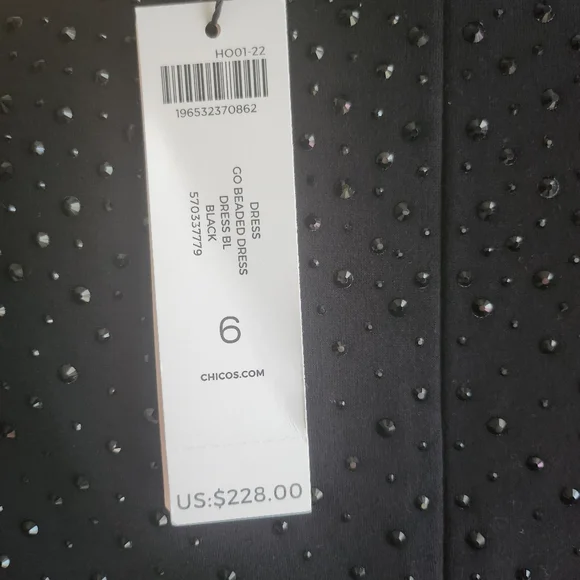 HO01-22
196532370862
DRESS
GO BEADED DRESS
DRESS BL
BLACK
570337779
6
CHICOS.COM
US:$228.00